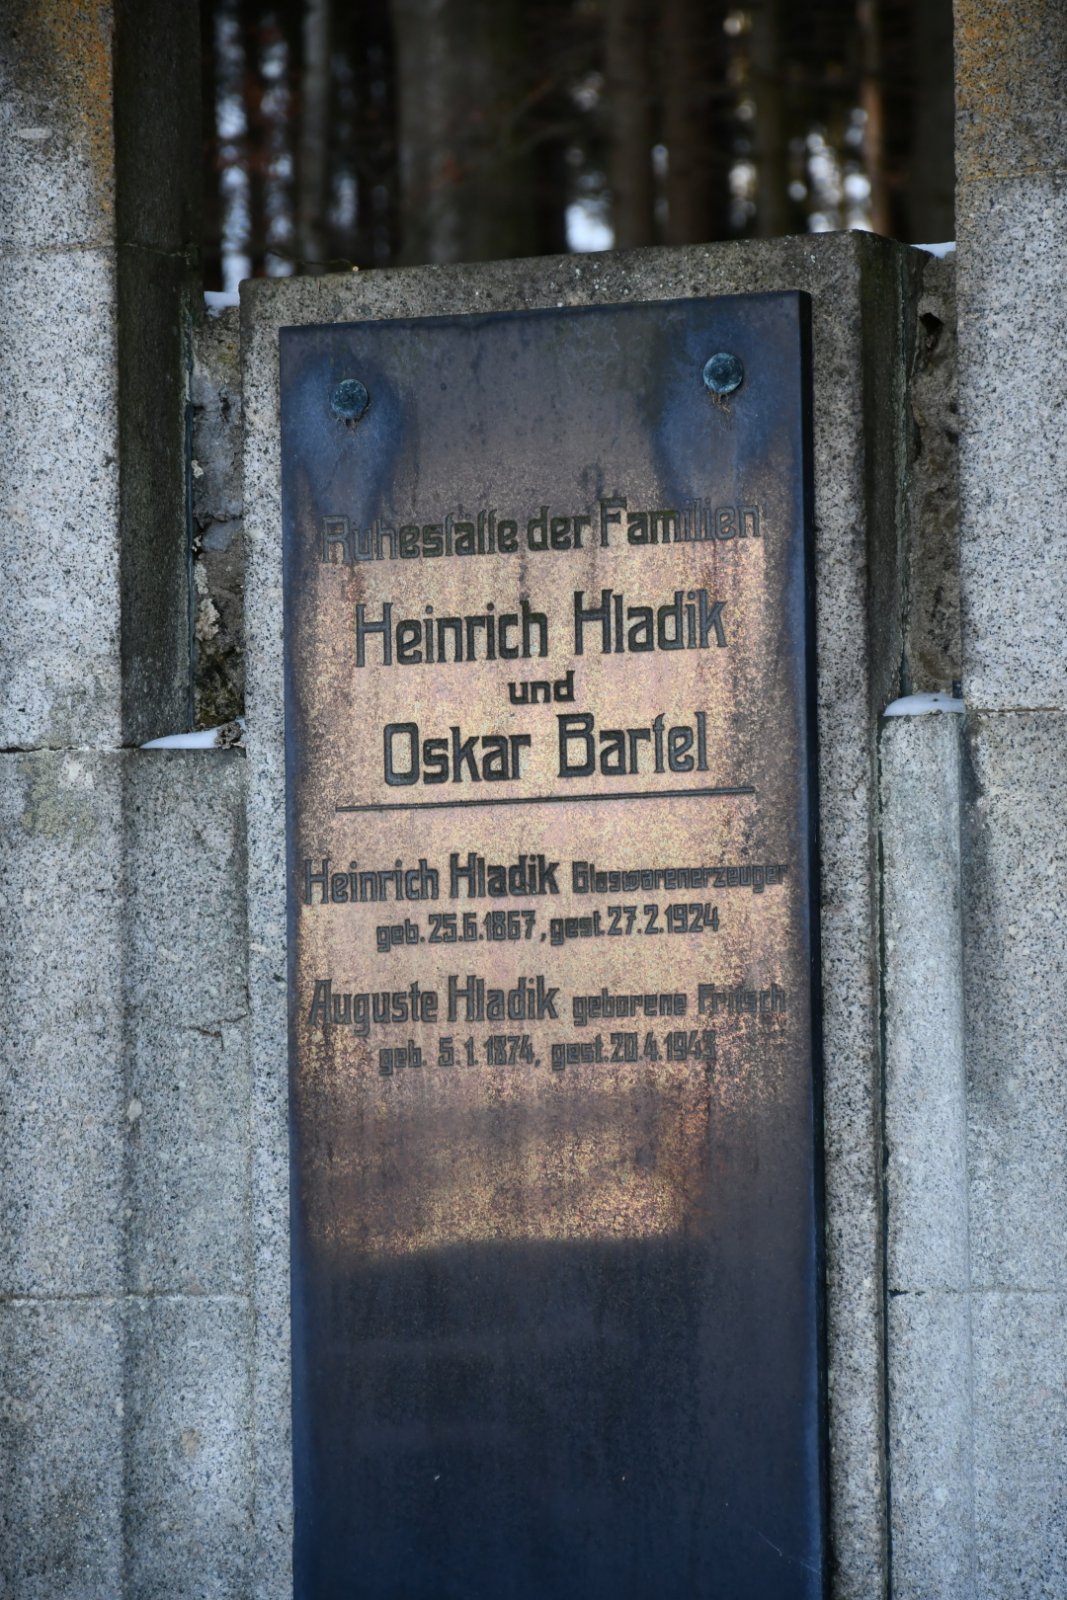 Ruhestatte der Familien
Heinrich Hladik
und
Oskar Bartel
Heinrich Hladik Glaswarenerzeuger
geb. 25.6.1867, gest. 27.2.1924
Auguste Hladik geborene Fritsch
geb. 5.1.1874, gest. 20.4.1943